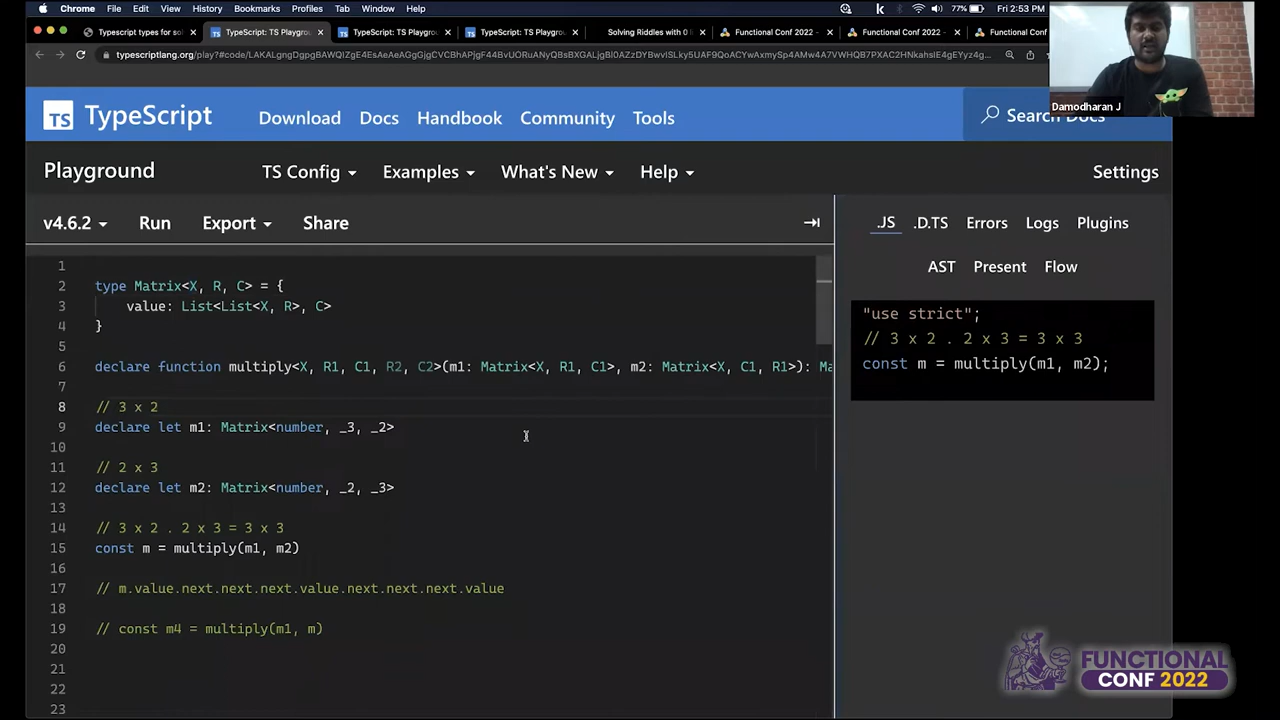 Chrome File Edit View History Bookmarks Profiles Tab Window Help 77% Fri 2:53 PM
Typescript types for so TypeScript: TS Playgrou TypeScript: TS Playgrou TypeScript: TS Playgrou Solving Riddles with 0 Functional Conf 2022 - Functional Conf 2022 - Functional Conf
Damodharan J
TS TypeScript Download Docs Handbook Community Tools Search Docs
Playground TS Config Examples What's New Help Settings
v4.6.2 Run Export Share
.JS .D.TS Errors Logs Plugins
AST Present Flow
1
2 type Matrix<X, R, C> = {
3 value: List<List<X, R>, C>
4 }
5
6 declare function multiply<X, R1, C1, R2, C2>(m1: Matrix<X, R1, C1>, m2: Matrix<X, C1, R1>): Ma
7
8 // 3 x 2
9 declare let m1: Matrix<number, _3, _2>
10
11 // 2 x 3
12 declare let m2: Matrix<number, _2, _3>
13
14 // 3 x 2 . 2 x 3 = 3 x 3
15 const m = multiply(m1, m2)
16
17 // m.value.next.next.next.value.next.next.next.value
18
19 // const m4 = multiply(m1, m)
20
21
22
23
"use strict";
// 3 x 2 . 2 x 3 = 3 x 3
const m = multiply(m1, m2);
FUNCTIONAL
CONF 2022